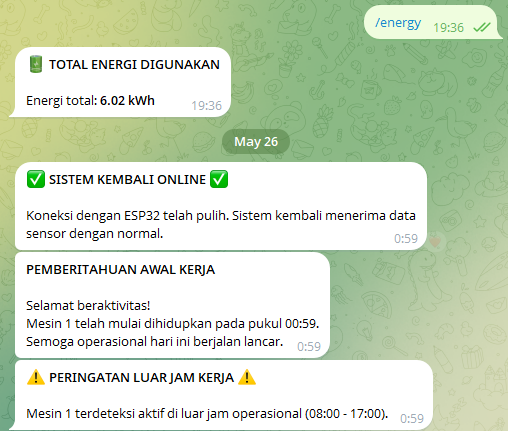 /energy
19:36
TOTAL ENERGI DIGUNAKAN
Energi total: 6.02 kWh
19:36
May 26
✅ SISTEM KEMBALI ONLINE ✅
Koneksi dengan ESP32 telah pulih. Sistem kembali menerima data
sensor dengan normal.
0:59
PEMBERITAHUAN AWAL KERJA
Selamat beraktivitas!
Mesin 1 telah mulai dihidupkan pada pukul 00:59.
Semoga operasional hari ini berjalan lancar.
0:59
⚠️ PERINGATAN LUAR JAM KERJA ⚠️
Mesin 1 terdeteksi aktif di luar jam operasional (08:00 - 17:00).
0:59